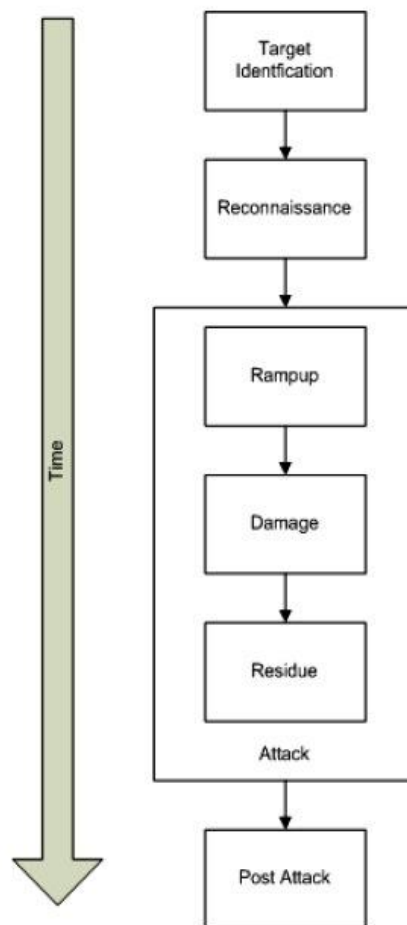 Target
Identfication
Reconnaissance
Rampup
Time
Damage
Residue
Attack
Post Attack